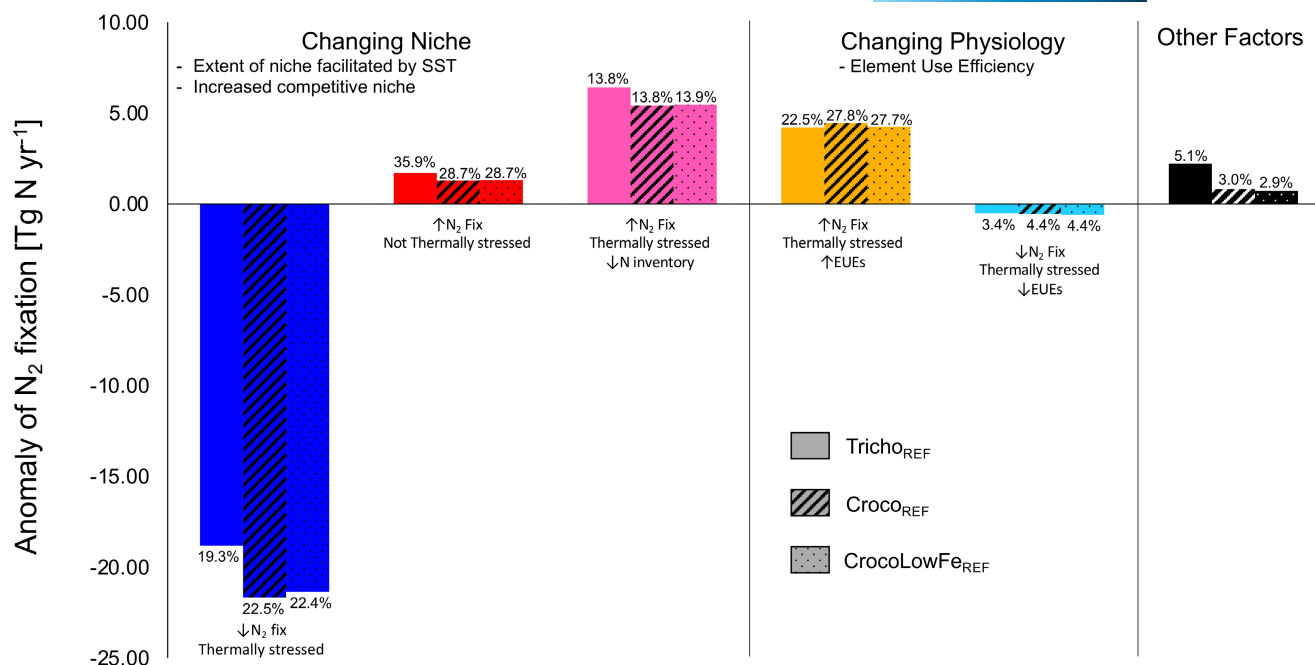 Anomaly of N₂ fixation [Tg N yr⁻¹]
10.00
5.00
0.00
-5.00
-10.00
-15.00
-20.00
-25.00
Changing Niche
- Extent of niche facilitated by SST
- Increased competitive niche
Changing Physiology
- Element Use Efficiency
Other Factors
19.3%
22.5%
22.4%
↓N₂ fix
Thermally stressed
35.9%
28.7%
28.7%
↑N₂ Fix
Not Thermally stressed
13.8%
13.8%
13.9%
↑N₂ Fix
Thermally stressed
↓N inventory
22.5%
27.8%
27.7%
↑N₂ Fix
Thermally stressed
↑EUEs
3.4%
4.4%
4.4%
↓N₂ Fix
Thermally stressed
↓EUEs
5.1%
3.0%
2.9%
Tricho_REF
Croco_REF
CrocoLowFe_REF